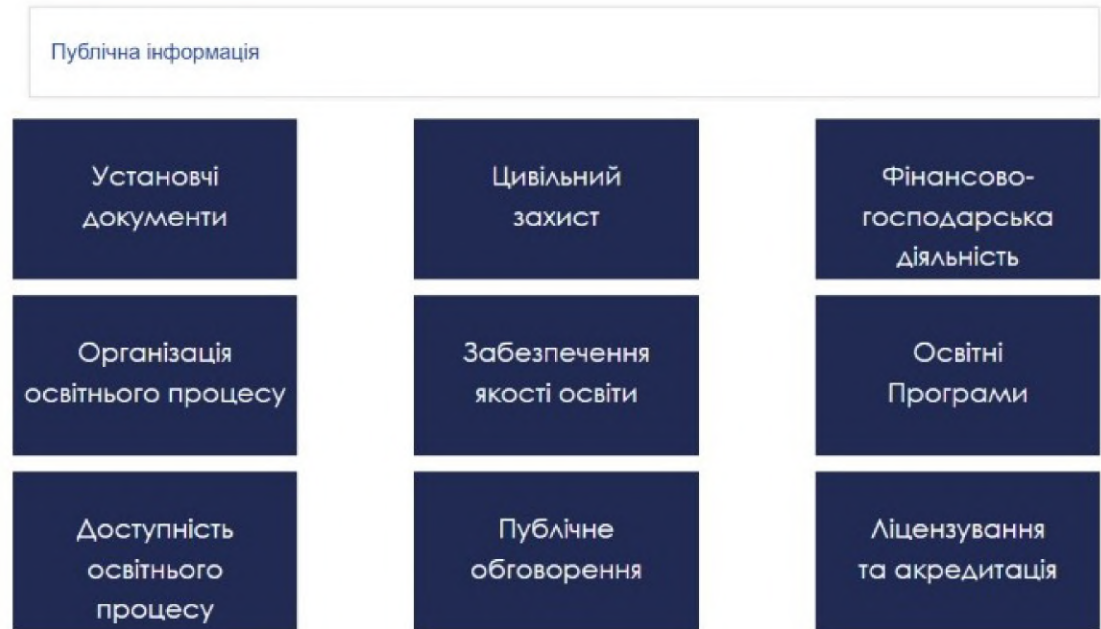 Публічна інформація
Установчі
документи
Цивільний
захист
Фінансово-
господарська
діяльність
Організація
освітнього процесу
Забезпечення
якості освіти
Освітні
Програми
Доступність
освітнього
процесу
Публічне
обговорення
Ліцензування
та акредитація